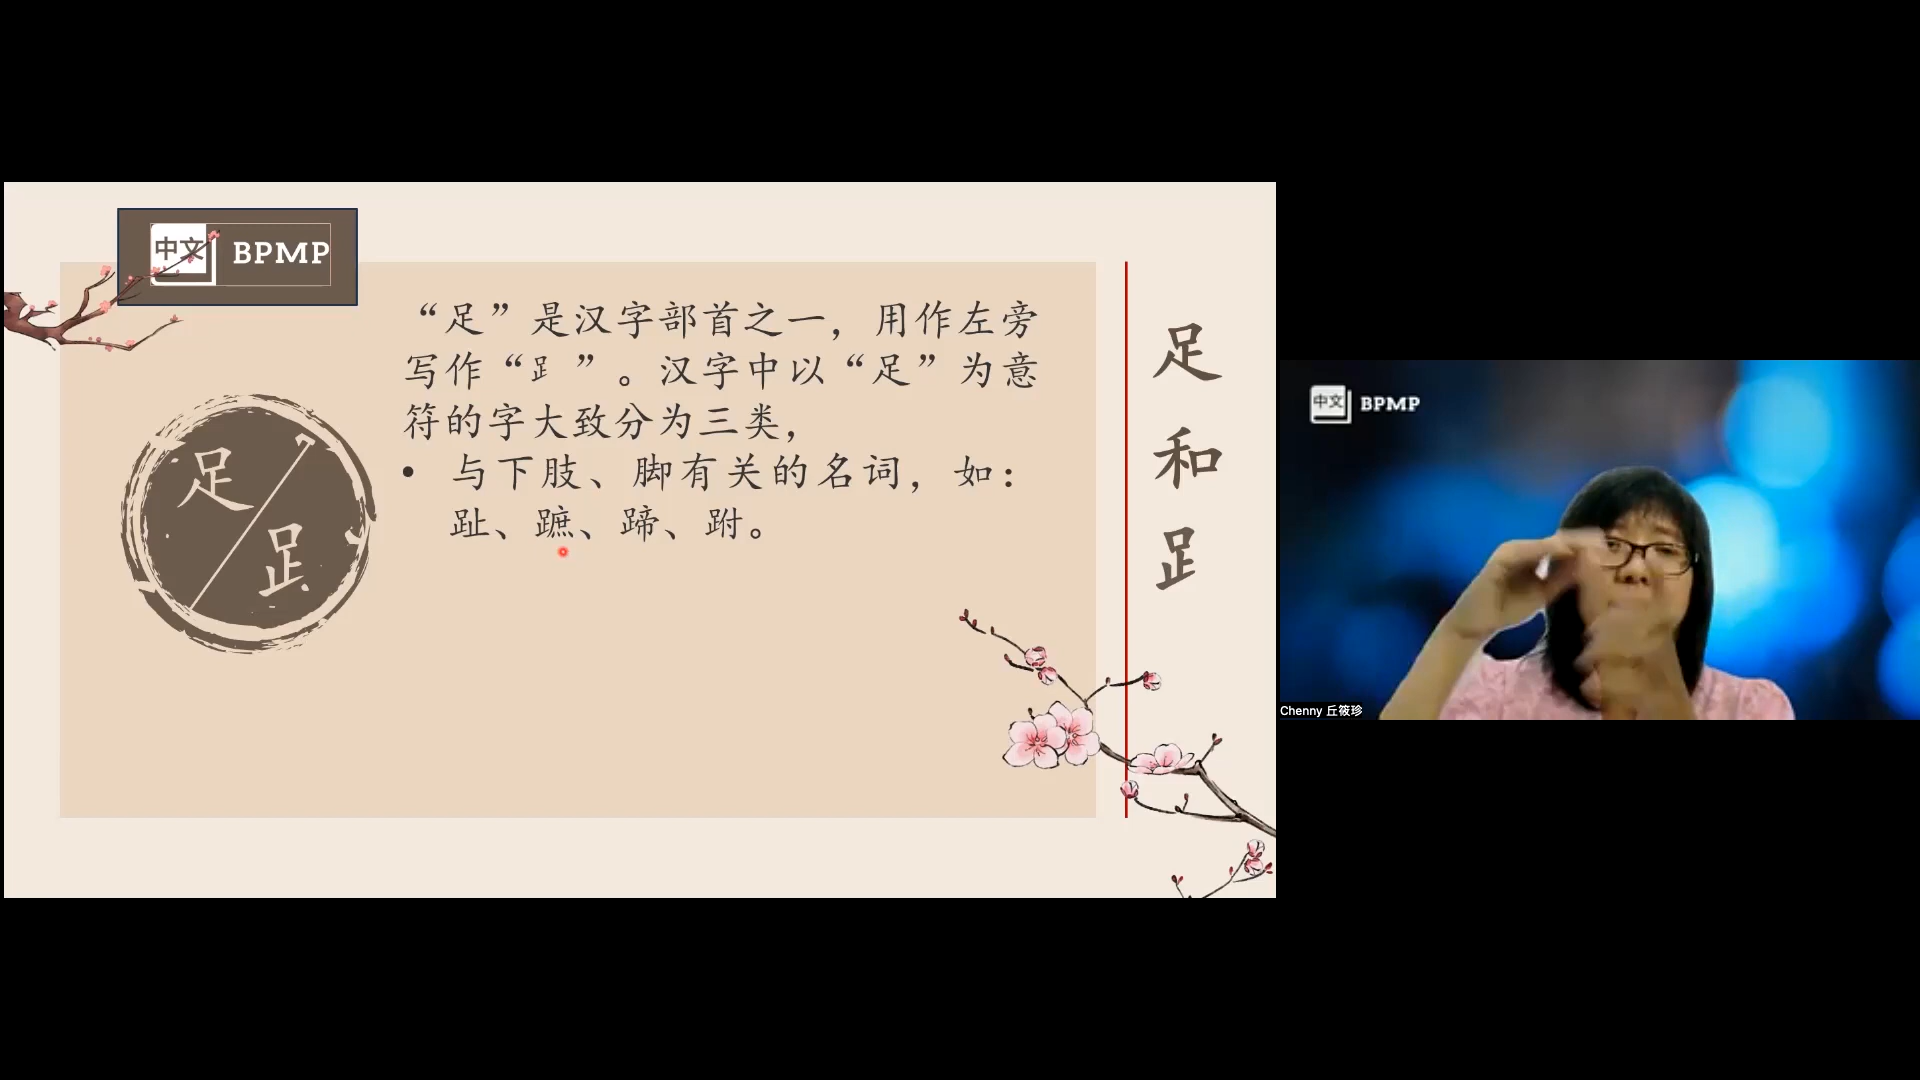 中文 BPMP
“足”是汉字部首之一，用作左旁
写作“⻊”。汉字中以“足”为意
符的字大致分为三类，
• 与下肢、脚有关的名词，如：
趾、蹠、蹄、跗。
足
⻊
足和⻊
中文 BPMP
Chenny 丘筱珍